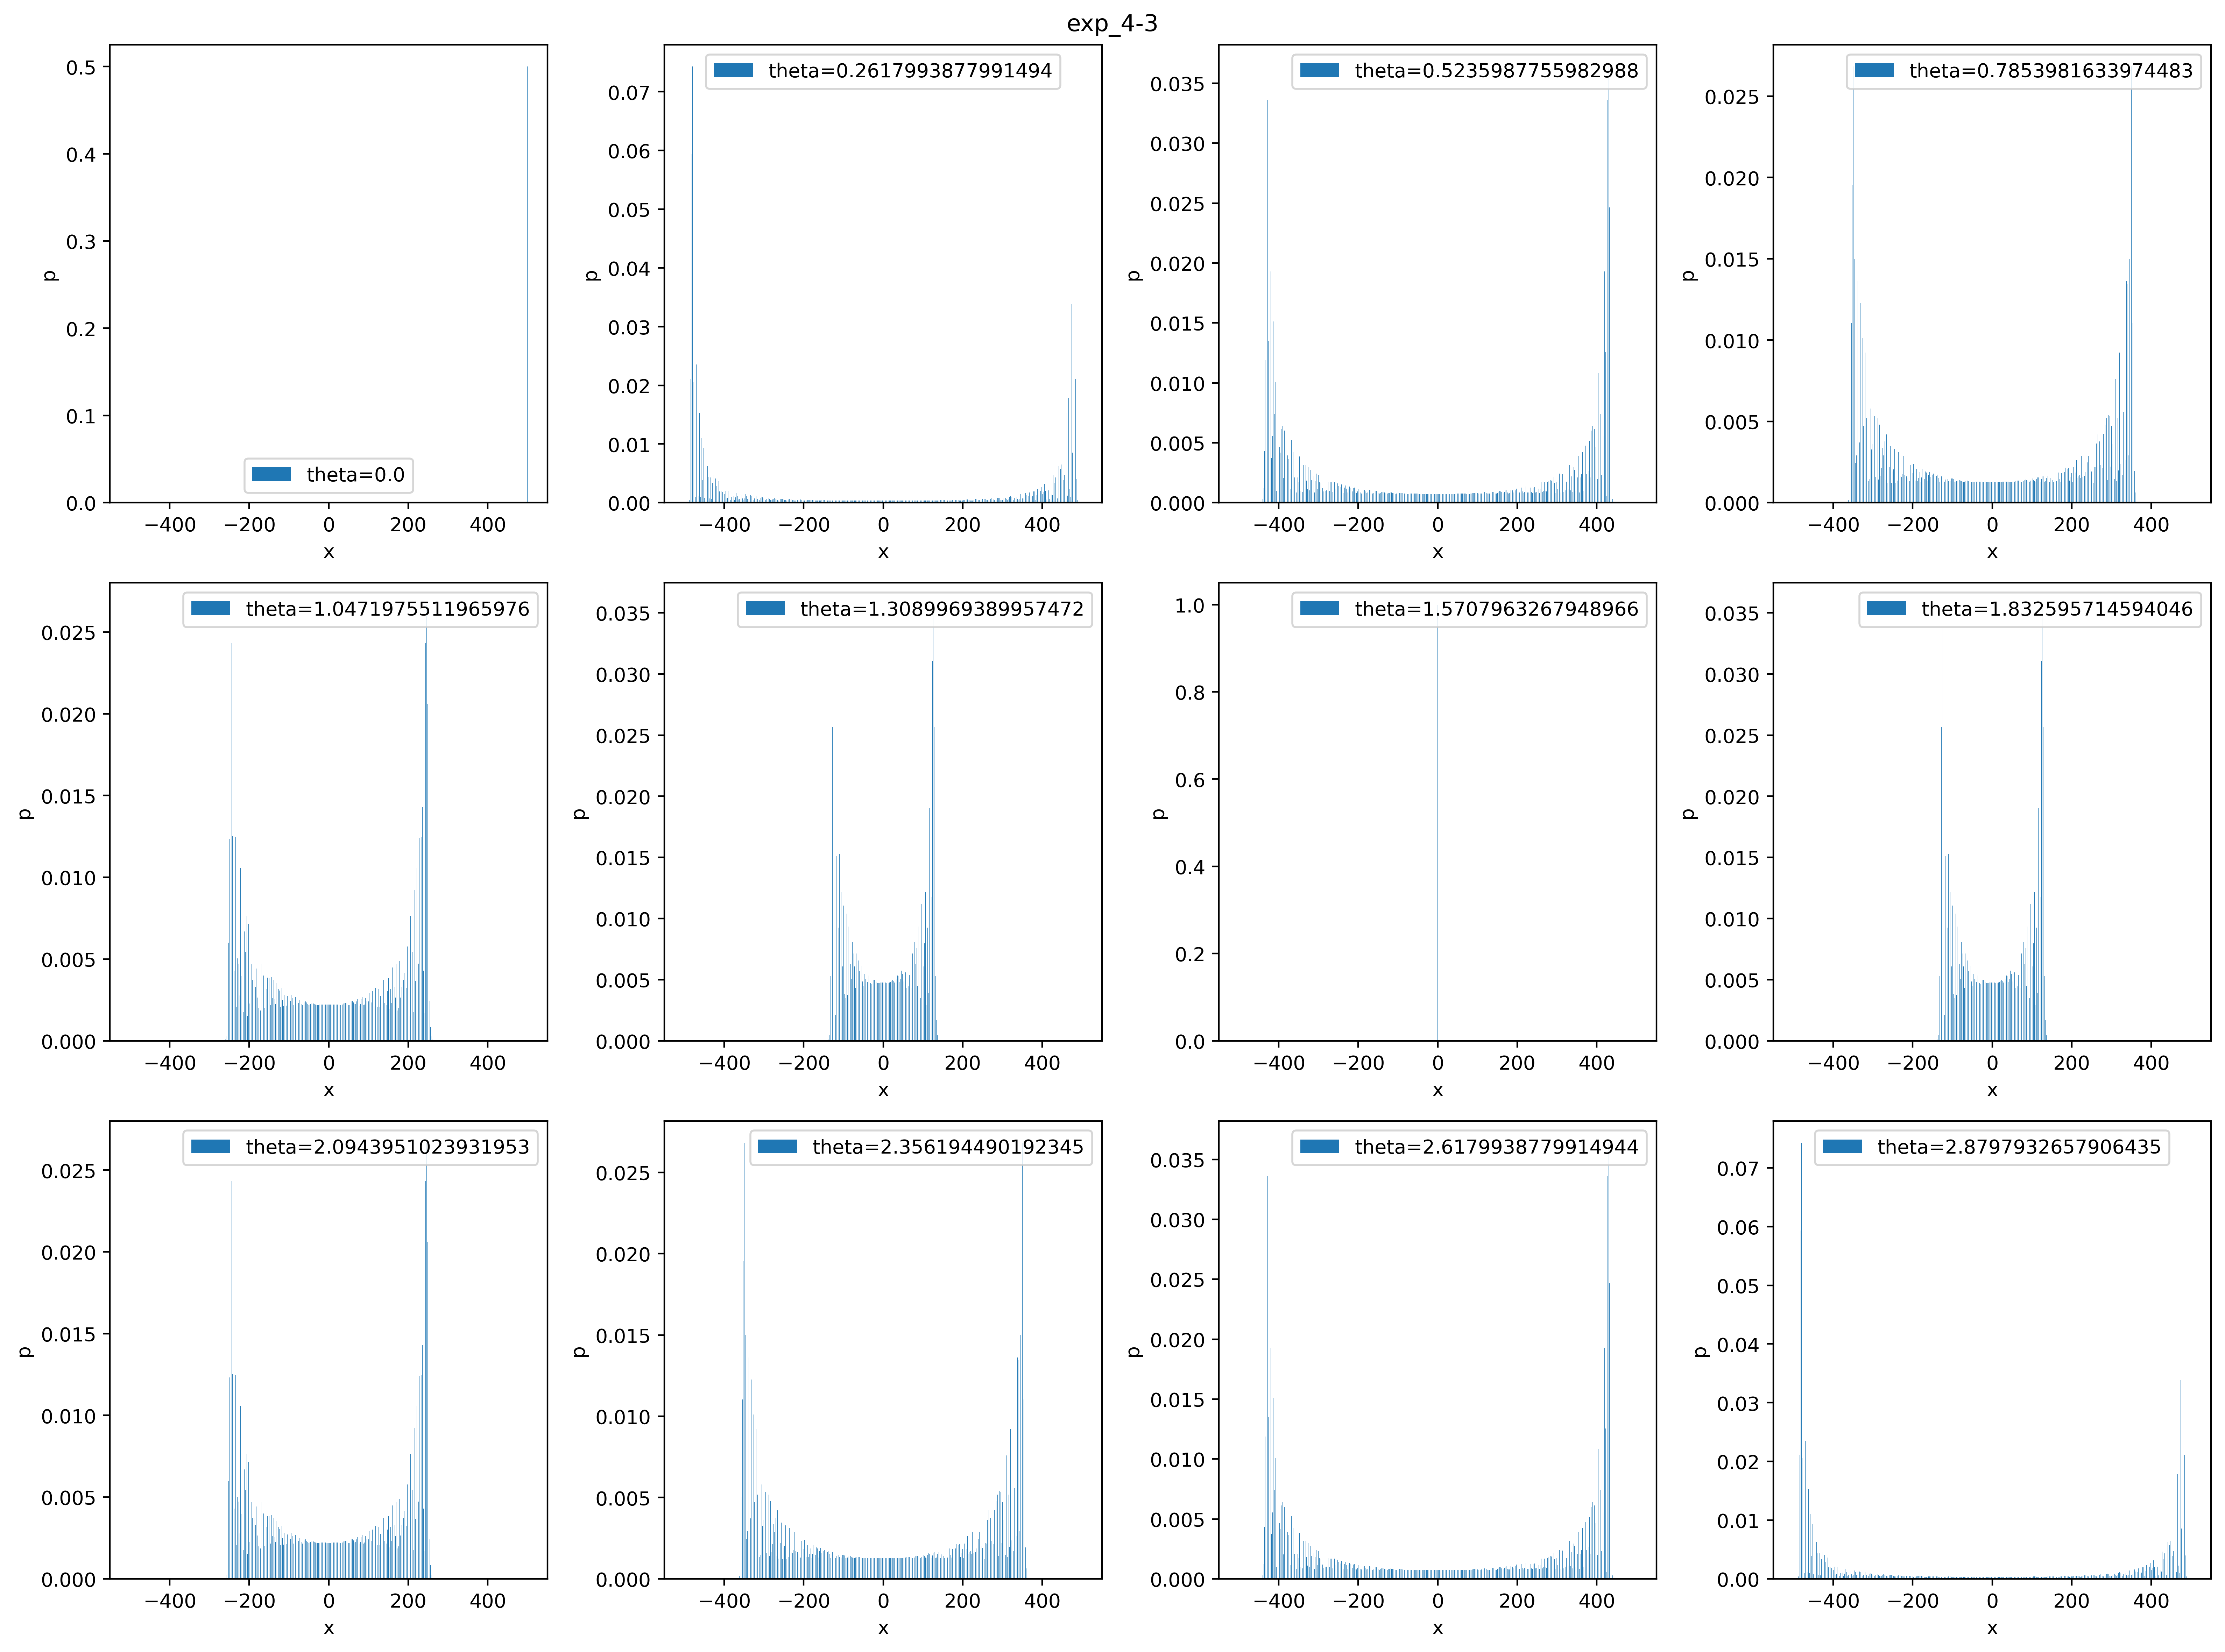 exp_4-3
0.5
0.4
0.3
0.2
0.1
0.0
p
theta=0.0
−400 −200 0 200 400
x
theta=0.2617993877991494
0.07
0.06
0.05
0.04
0.03
0.02
0.01
0.00
p
−400 −200 0 200 400
x
theta=0.5235987755982988
0.035
0.030
0.025
0.020
0.015
0.010
0.005
0.000
p
−400 −200 0 200 400
x
theta=0.7853981633974483
0.025
0.020
0.015
0.010
0.005
0.000
p
−400 −200 0 200 400
x
theta=1.0471975511965976
0.025
0.020
0.015
0.010
0.005
0.000
p
−400 −200 0 200 400
x
theta=1.3089969389957472
0.035
0.030
0.025
0.020
0.015
0.010
0.005
0.000
p
−400 −200 0 200 400
x
theta=1.5707963267948966
1.0
0.8
0.6
0.4
0.2
0.0
p
−400 −200 0 200 400
x
theta=1.832595714594046
0.035
0.030
0.025
0.020
0.015
0.010
0.005
0.000
p
−400 −200 0 200 400
x
theta=2.0943951023931953
0.025
0.020
0.015
0.010
0.005
0.000
p
−400 −200 0 200 400
x
theta=2.356194490192345
0.025
0.020
0.015
0.010
0.005
0.000
p
−400 −200 0 200 400
x
theta=2.6179938779914944
0.035
0.030
0.025
0.020
0.015
0.010
0.005
0.000
p
−400 −200 0 200 400
x
theta=2.8797932657906435
0.07
0.06
0.05
0.04
0.03
0.02
0.01
0.00
p
−400 −200 0 200 400
x